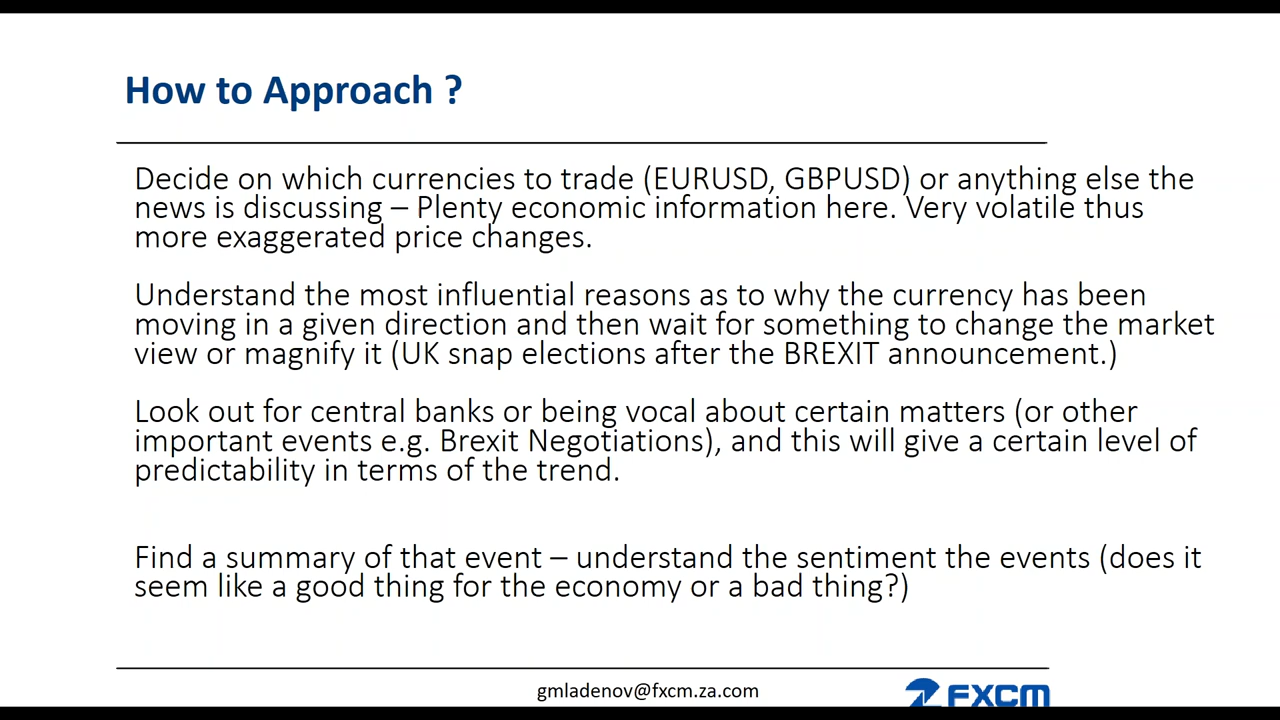 How to Approach ?
Decide on which currencies to trade (EURUSD, GBPUSD) or anything else the
news is discussing – Plenty economic information here. Very volatile thus
more exaggerated price changes.
Understand the most influential reasons as to why the currency has been
moving in a given direction and then wait for something to change the market
view or magnify it (UK snap elections after the BREXIT announcement.)
Look out for central banks or being vocal about certain matters (or other
important events e.g. Brexit Negotiations), and this will give a certain level of
predictability in terms of the trend.
Find a summary of that event – understand the sentiment the events (does it
seem like a good thing for the economy or a bad thing?)
gmladenov@fxcm.za.com
FXCM